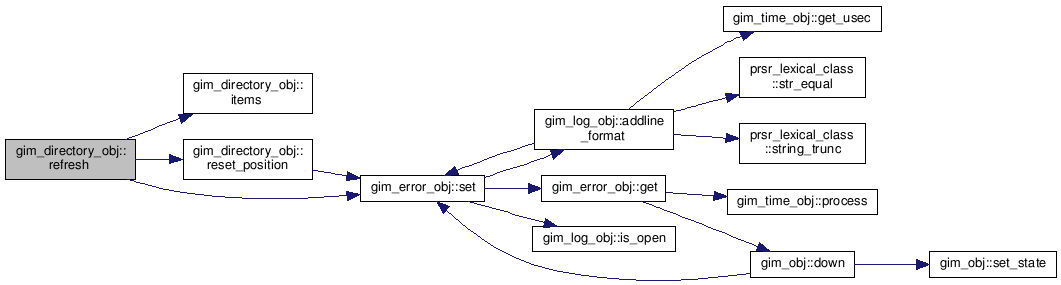 gim_directory_obj::
refresh
gim_directory_obj::
items
gim_directory_obj::
reset_position
gim_error_obj::set
gim_log_obj::addline
_format
gim_error_obj::get
gim_log_obj::is_open
gim_time_obj::get_usec
prsr_lexical_class
::str_equal
prsr_lexical_class
::string_trunc
gim_time_obj::process
gim_obj::down
gim_obj::set_state